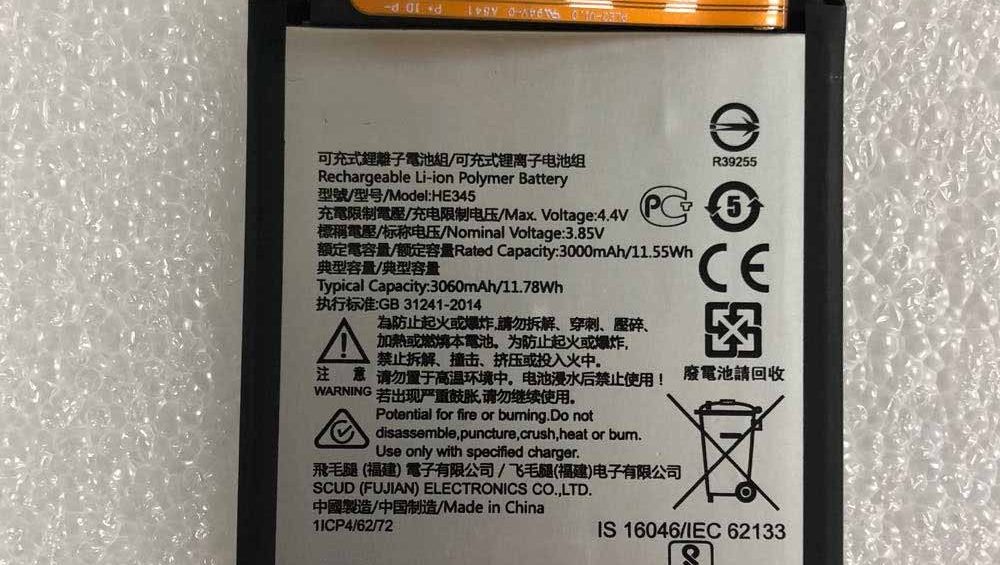 P+ ID P-
94V-0 A541
R39255
可充式鋰離子電池組/可充式锂离子电池组
Rechargeable Li-ion Polymer Battery
型號/型号/Model:HE345
充電限制電壓/充电限制电压/Max. Voltage:4.4V
標稱電壓/标称电压/Nominal Voltage:3.85V
額定電容量/额定容量Rated Capacity:3000mAh/11.55Wh
典型容量/典型容量
Typical Capacity:3060mAh/11.78Wh
执行标准:GB 31241-2014
5
CE
為防止起火或爆炸,請勿拆解、穿刺、壓碎、
加熱或燃燒本電池。为防止起火或爆炸,
禁止拆解、撞击、挤压或投入火中。
请勿置于高温环境中。电池浸水后禁止使用！
若出现严重鼓胀,请勿继续使用。
注 意
WARNING
廢電池請回收
Potential for fire or burning.Do not
disassemble,puncture,crush,heat or burn.
Use only with specified charger.
飛毛腿 (福建) 電子有限公司 / 飞毛腿(福建)电子有限公司
SCUD (FUJIAN) ELECTRONICS CO.,LTD.
中國製造/中国制造/Made in China
1ICP4/62/72
IS 16046/IEC 62133